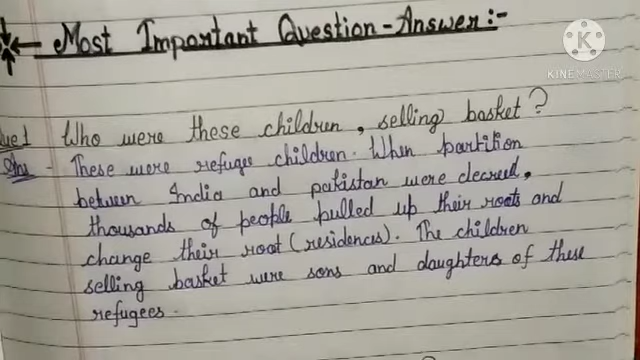 Most Important Question-Answer:-
KINEMASTER
Que1 Who were these children, selling basket?
Ans - These were refugee children. When partition
between India and pakistan were decreed,
thousands of people pulled up their roots and
change their root (residences). The children
selling basket were sons and daughters of these
refugees.